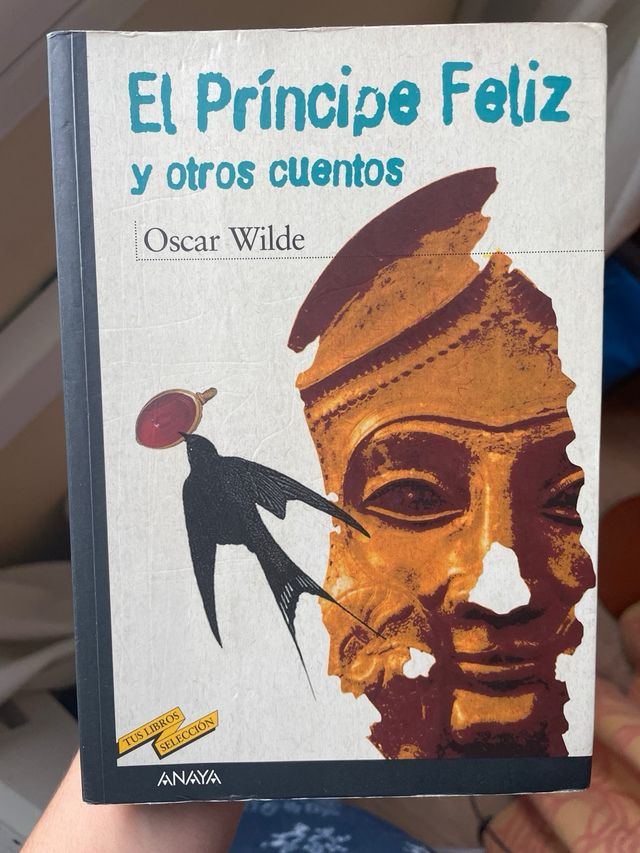 El Príncipe Feliz
y otros cuentos
Oscar Wilde
TUS LIBROS
SELECCIÓN
ANAYA